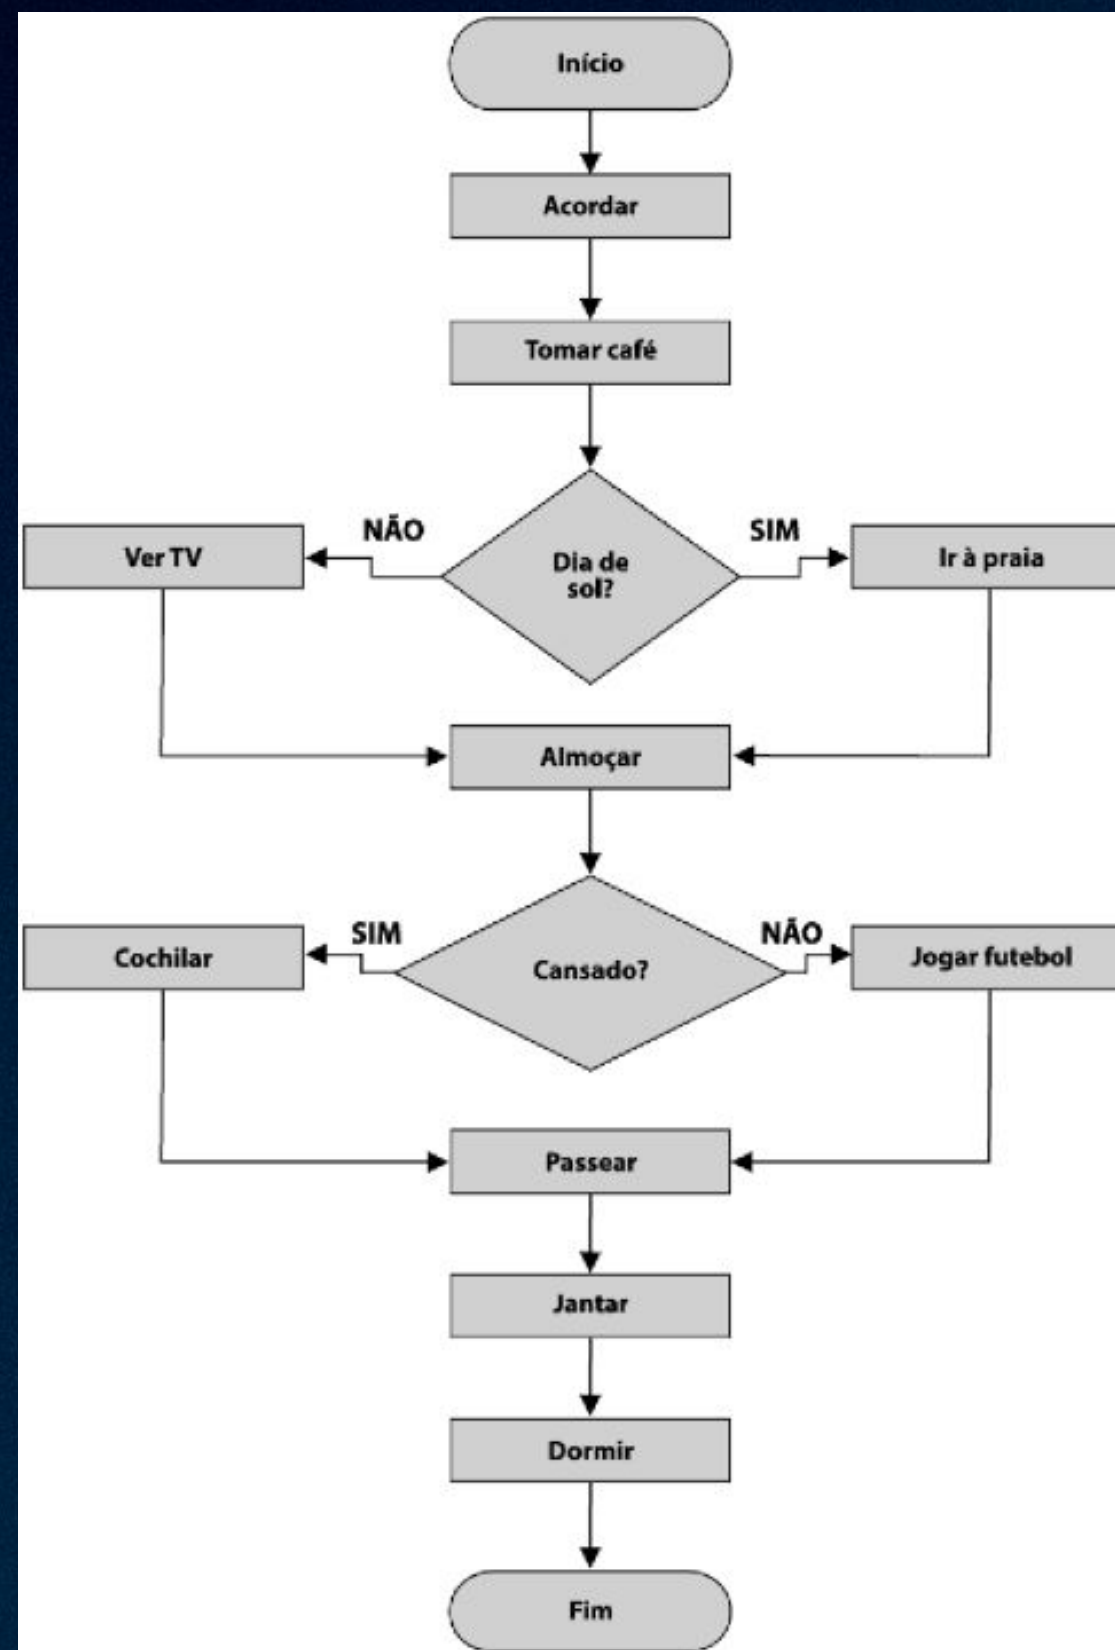 Início
Acordar
Tomar café
NÃO
SIM
Ver TV
Dia de
sol?
Ir à praia
Almoçar
SIM
NÃO
Cochilar
Cansado?
Jogar futebol
Passear
Jantar
Dormir
Fim